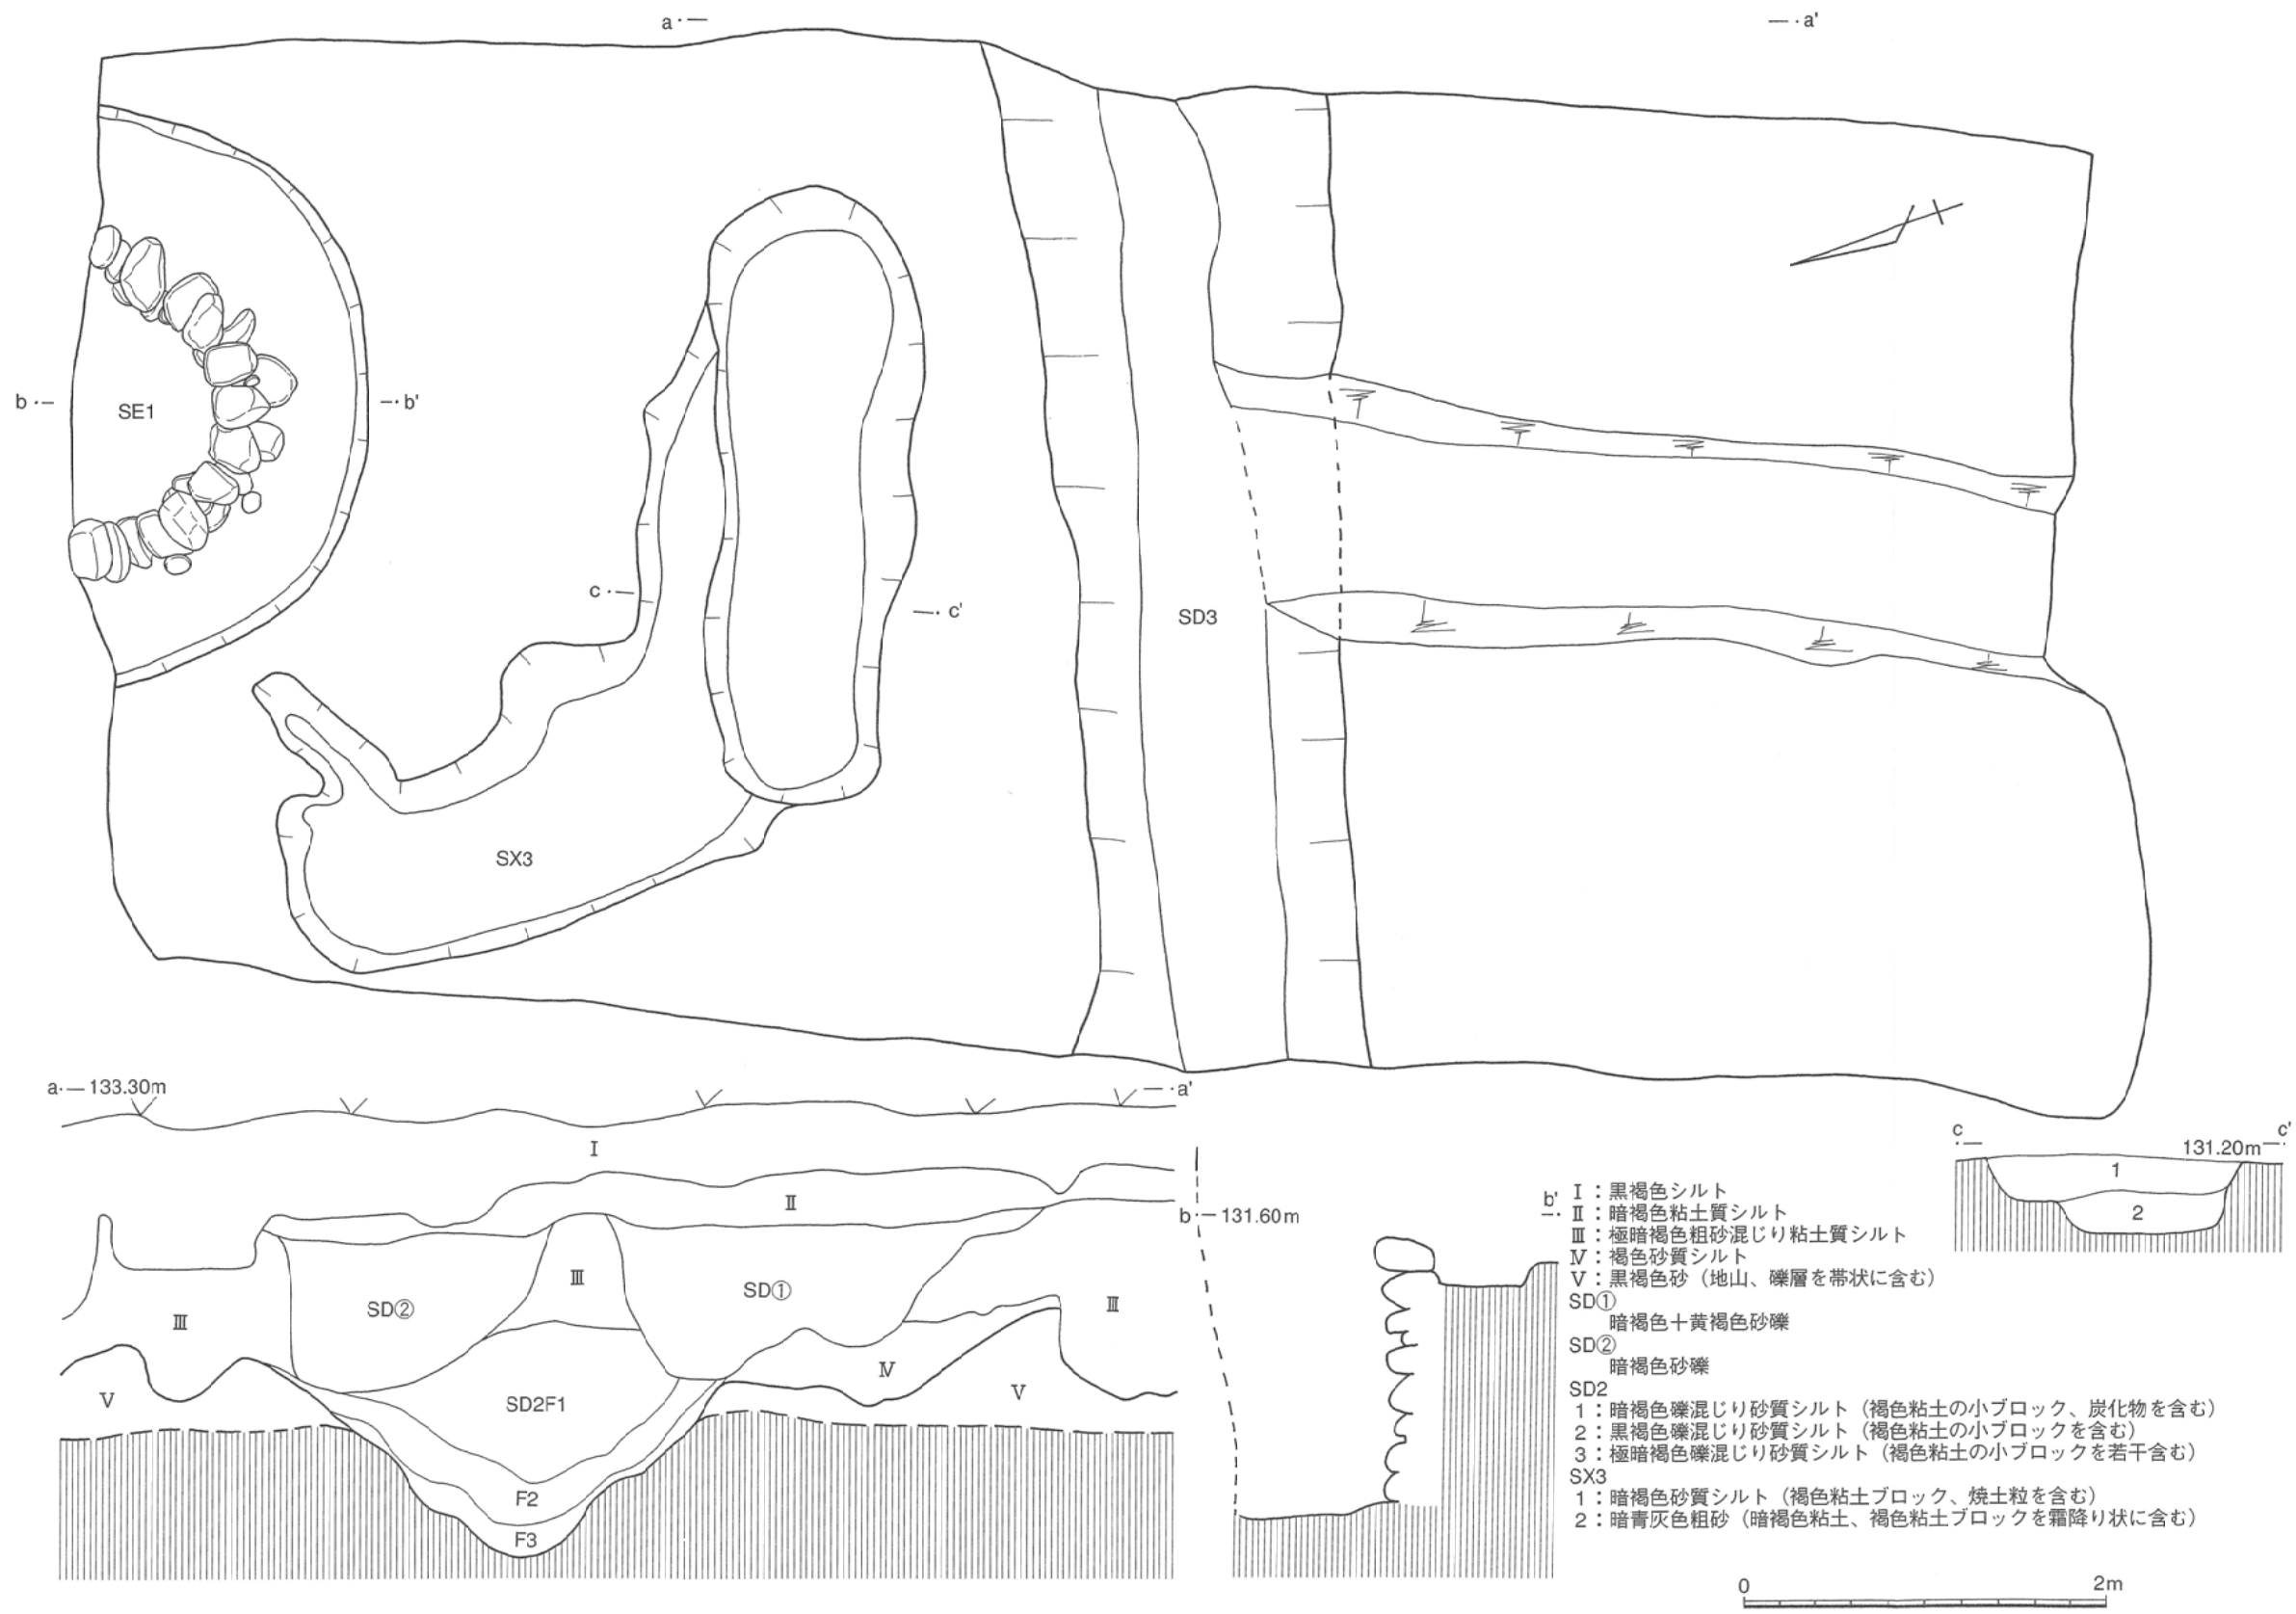 a
a'
b
SE1
b'
c
c'
SD3
SX3
a 133.30m
a'
I
II
III
SD②
III
SD①
III
V
IV
V
SD2F1
F2
F3
b 131.60m
b'
c
c'
131.20m
1
2
Ⅰ：黒褐色シルト
Ⅱ：暗褐色粘土質シルト
Ⅲ：極暗褐色粗砂混じり粘土質シルト
Ⅳ：褐色砂質シルト
Ⅴ：黒褐色砂（地山、礫層を帯状に含む）
SD①
暗褐色＋黄褐色砂礫
SD②
暗褐色砂礫
SD2
1：暗褐色礫混じり砂質シルト（褐色粘土の小ブロック、炭化物を含む）
2：黒褐色礫混じり砂質シルト（褐色粘土の小ブロックを含む）
3：極暗褐色礫混じり砂質シルト（褐色粘土の小ブロックを若干含む）
SX3
1：暗褐色砂質シルト（褐色粘土ブロック、焼土粒を含む）
2：暗青灰色粗砂（暗褐色粘土、褐色粘土ブロックを霜降り状に含む）
0 2m